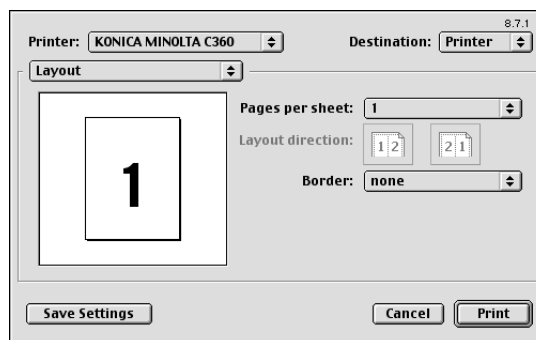 8.7.1
Printer: KONICA MINOLTA C360 Destination: Printer
Layout
Pages per sheet: 1
Layout direction: 1 2 2 1
1
Border: none
Save Settings Cancel Print